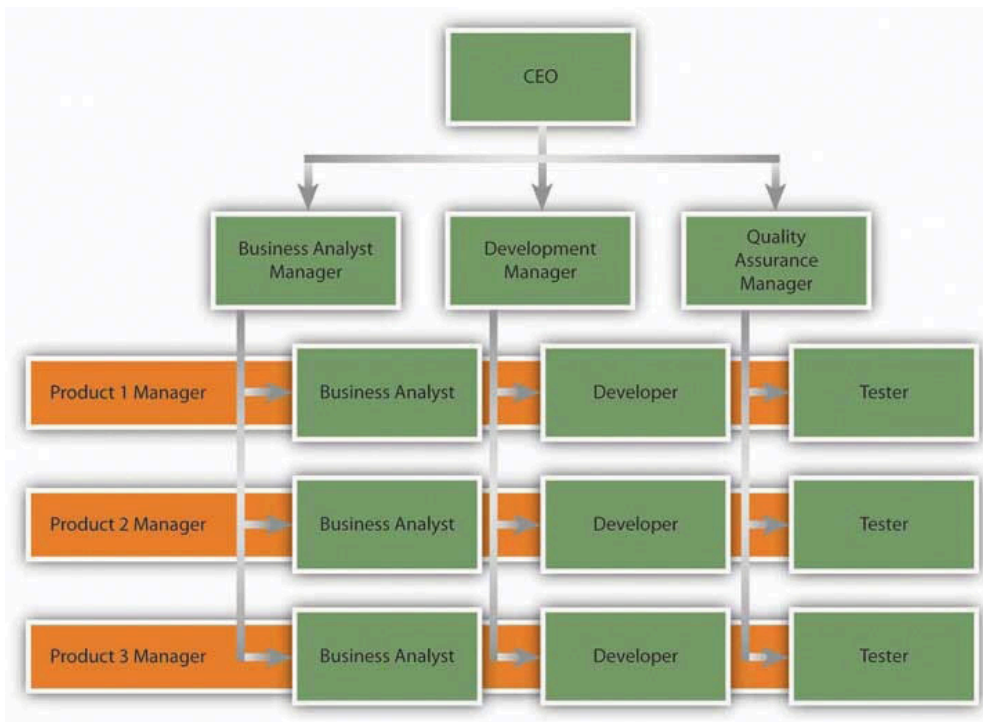 CEO
Business Analyst
Manager
Development
Manager
Quality
Assurance
Manager
Product 1 Manager
Business Analyst
Developer
Tester
Product 2 Manager
Business Analyst
Developer
Tester
Product 3 Manager
Business Analyst
Developer
Tester